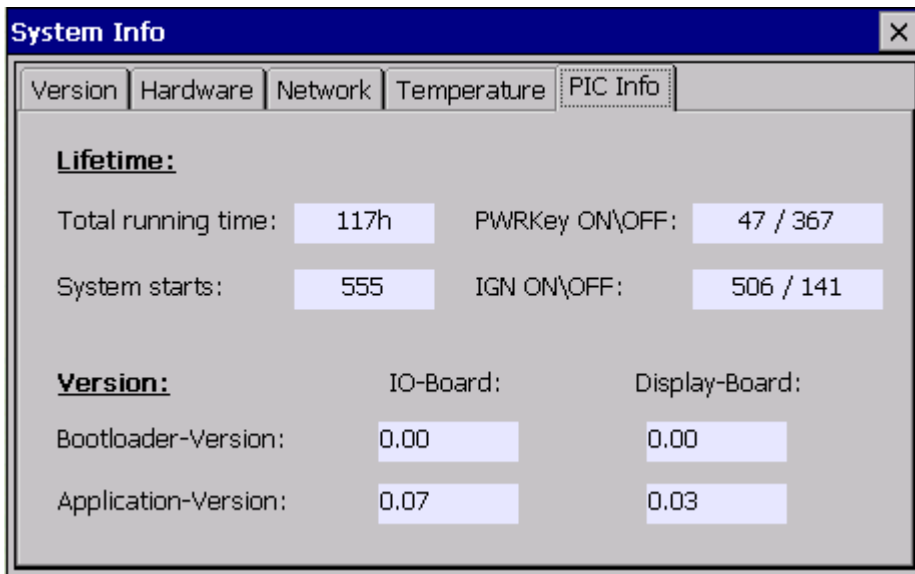 System Info
Version Hardware Network Temperature PIC Info
Lifetime:
Total running time: 117h PWRKey ON\OFF: 47 / 367
System starts: 555 IGN ON\OFF: 506 / 141
Version: IO-Board: Display-Board:
Bootloader-Version: 0.00 0.00
Application-Version: 0.07 0.03